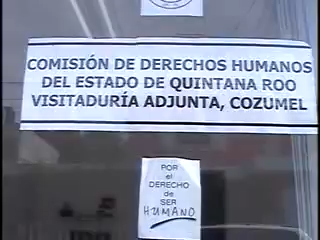 COMISIÓN DE DERECHOS HUMANOS
DEL ESTADO DE QUINTANA ROO
VISITADURÍA ADJUNTA, COZUMEL
POR
el
DERECHO
de
SER
HUMANO